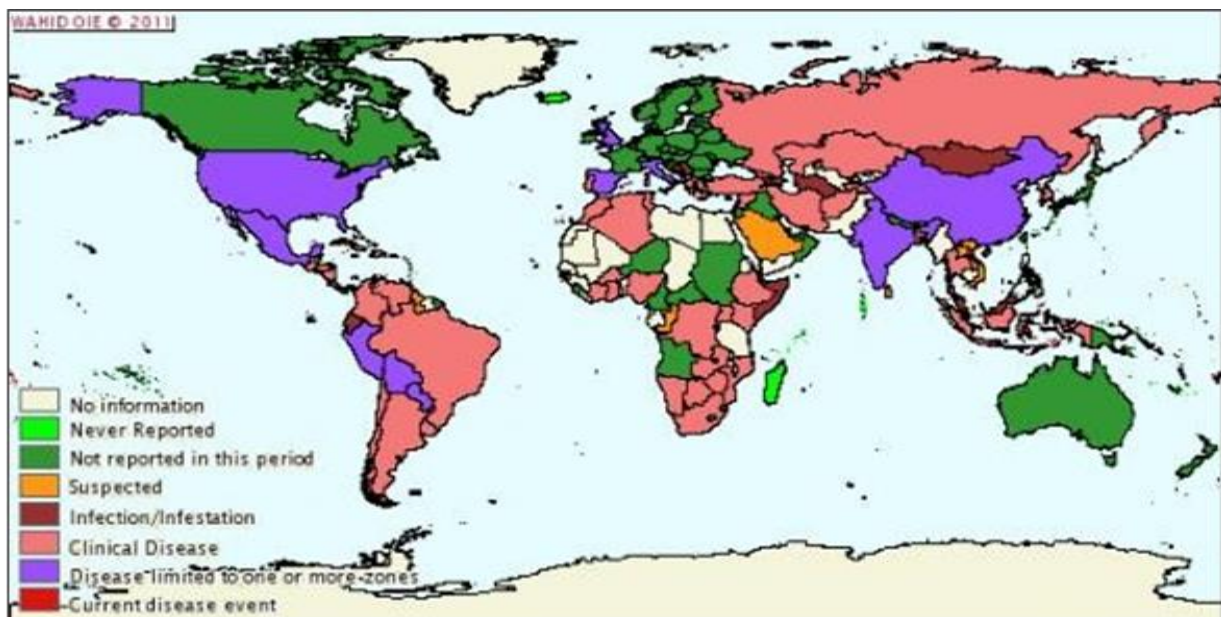 WAHID OIE © 2011
No information
Never Reported
Not reported in this period
Suspected
Infection/Infestation
Clinical Disease
Disease limited to one or more-zones
Current disease event